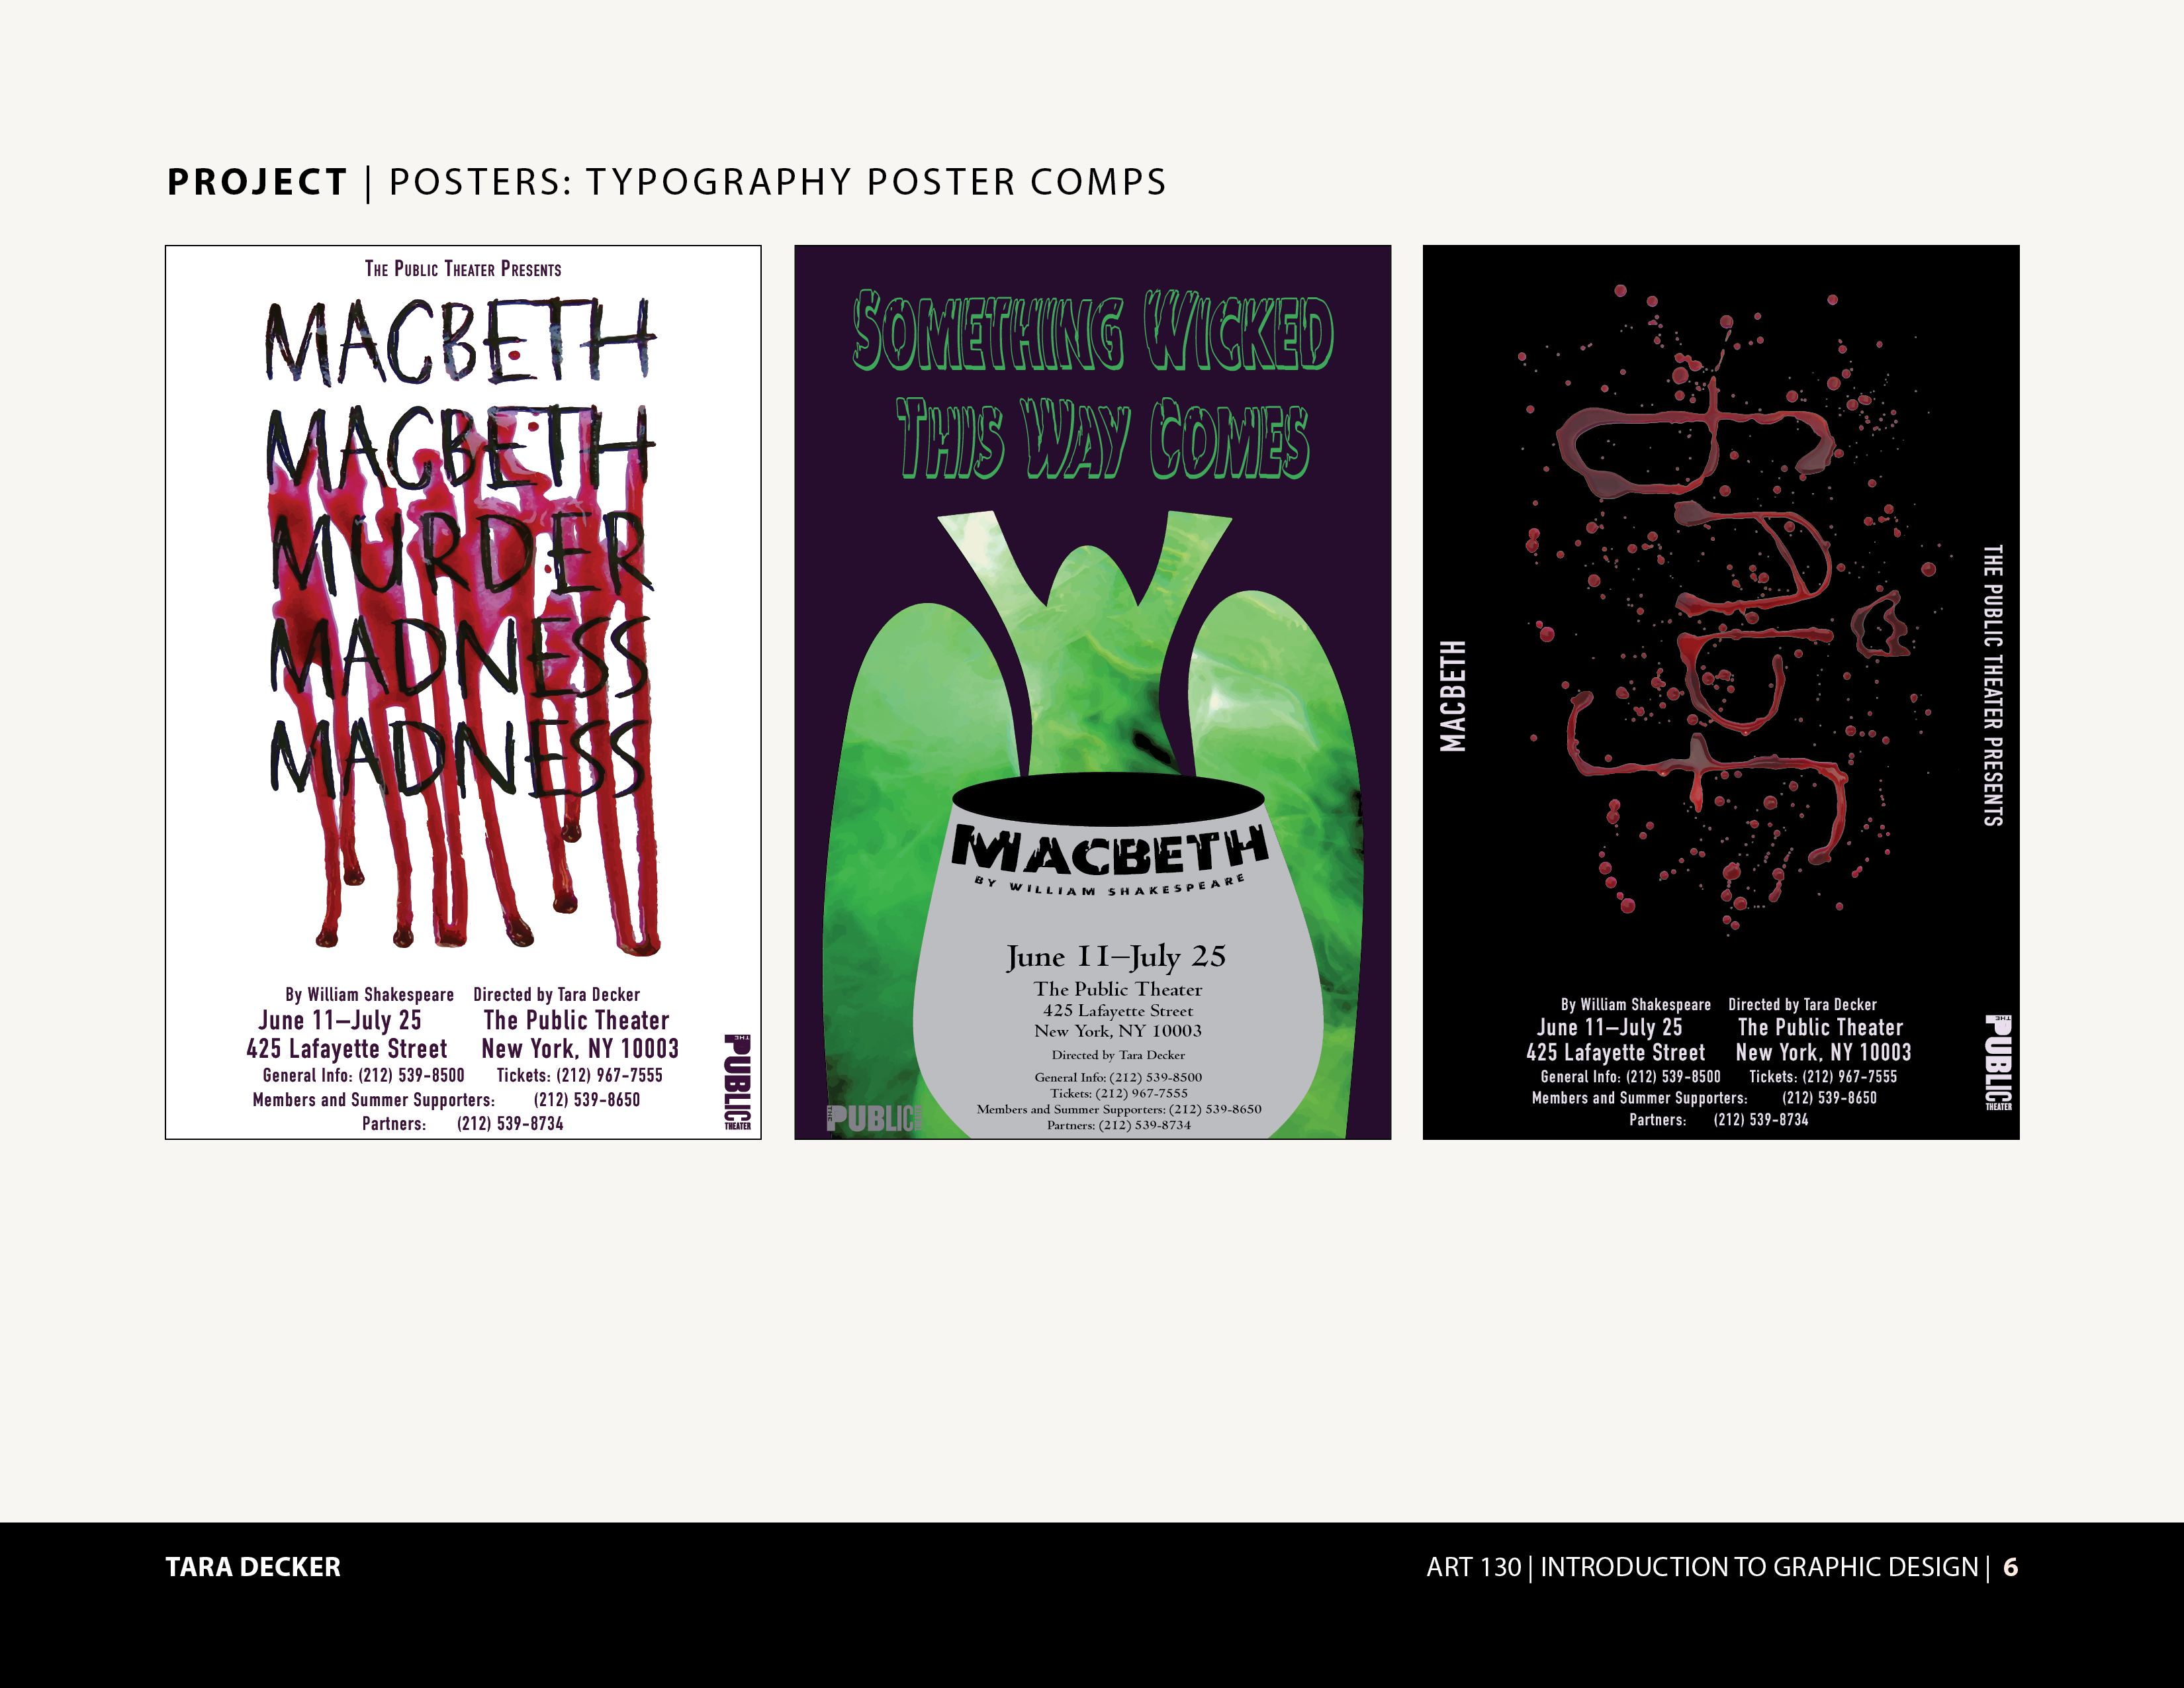 PROJECT | POSTERS: TYPOGRAPHY POSTER COMPS
The Public Theater Presents
MACBETH
MACBETH
MURDER
MADNESS
MADNESS
By William Shakespeare Directed by Tara Decker
June 11–July 25 The Public Theater
425 Lafayette Street New York, NY 10003
General Info: (212) 539-8500 Tickets: (212) 967-7555
Members and Summer Supporters: (212) 539-8650
Partners: (212) 539-8734
THE PUBLIC THEATER
Something Wicked
This Way Comes
MACBETH
BY WILLIAM SHAKESPEARE
June 11–July 25
The Public Theater
425 Lafayette Street
New York, NY 10003
Directed by Tara Decker
General Info: (212) 539-8500
Tickets: (212) 967-7555
Members and Summer Supporters: (212) 539-8650
Partners: (212) 539-8734
THE PUBLIC THEATER
MACBETH
THE PUBLIC THEATER PRESENTS
By William Shakespeare Directed by Tara Decker
June 11–July 25 The Public Theater
425 Lafayette Street New York, NY 10003
General Info: (212) 539-8500 Tickets: (212) 967-7555
Members and Summer Supporters: (212) 539-8650
Partners: (212) 539-8734
THE PUBLIC THEATER
TARA DECKER
ART 130 | INTRODUCTION TO GRAPHIC DESIGN | 6